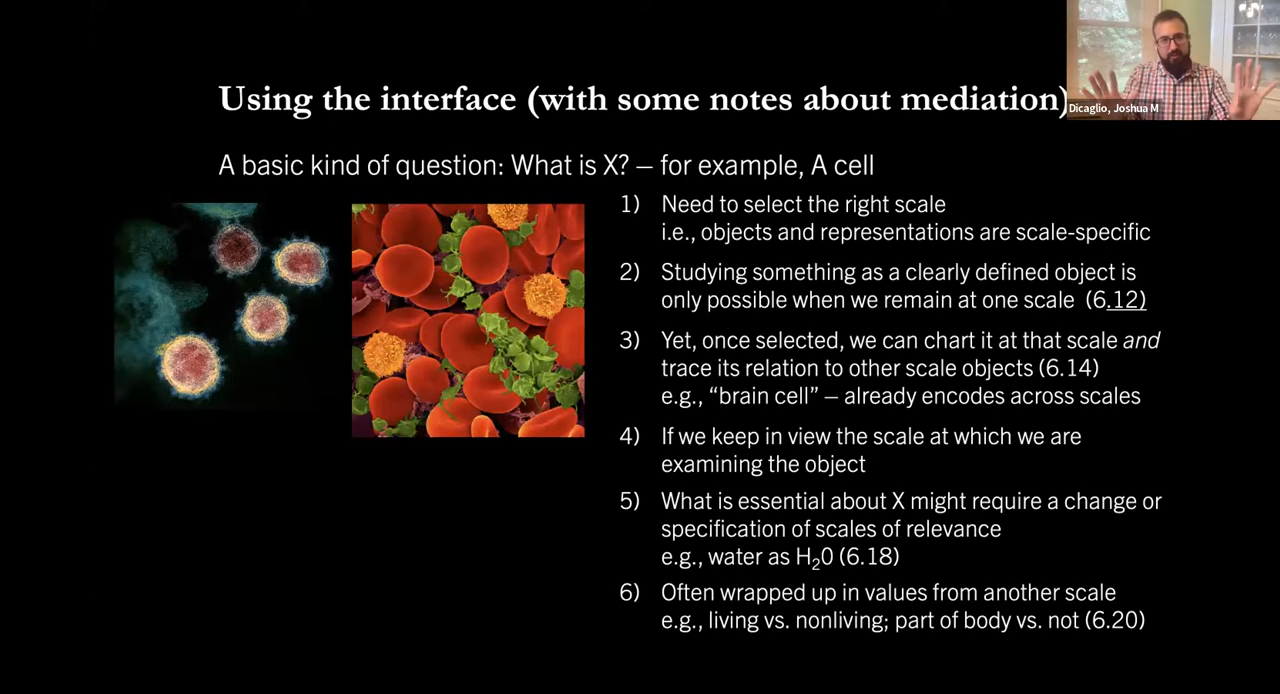 Using the interface (with some notes about mediation)
Dicaglio, Joshua M
A basic kind of question: What is X? – for example, A cell
1) Need to select the right scale
i.e., objects and representations are scale-specific
2) Studying something as a clearly defined object is
only possible when we remain at one scale (6.12)
3) Yet, once selected, we can chart it at that scale and
trace its relation to other scale objects (6.14)
e.g., “brain cell” – already encodes across scales
4) If we keep in view the scale at which we are
examining the object
5) What is essential about X might require a change or
specification of scales of relevance
e.g., water as H₂0 (6.18)
6) Often wrapped up in values from another scale
e.g., living vs. nonliving; part of body vs. not (6.20)